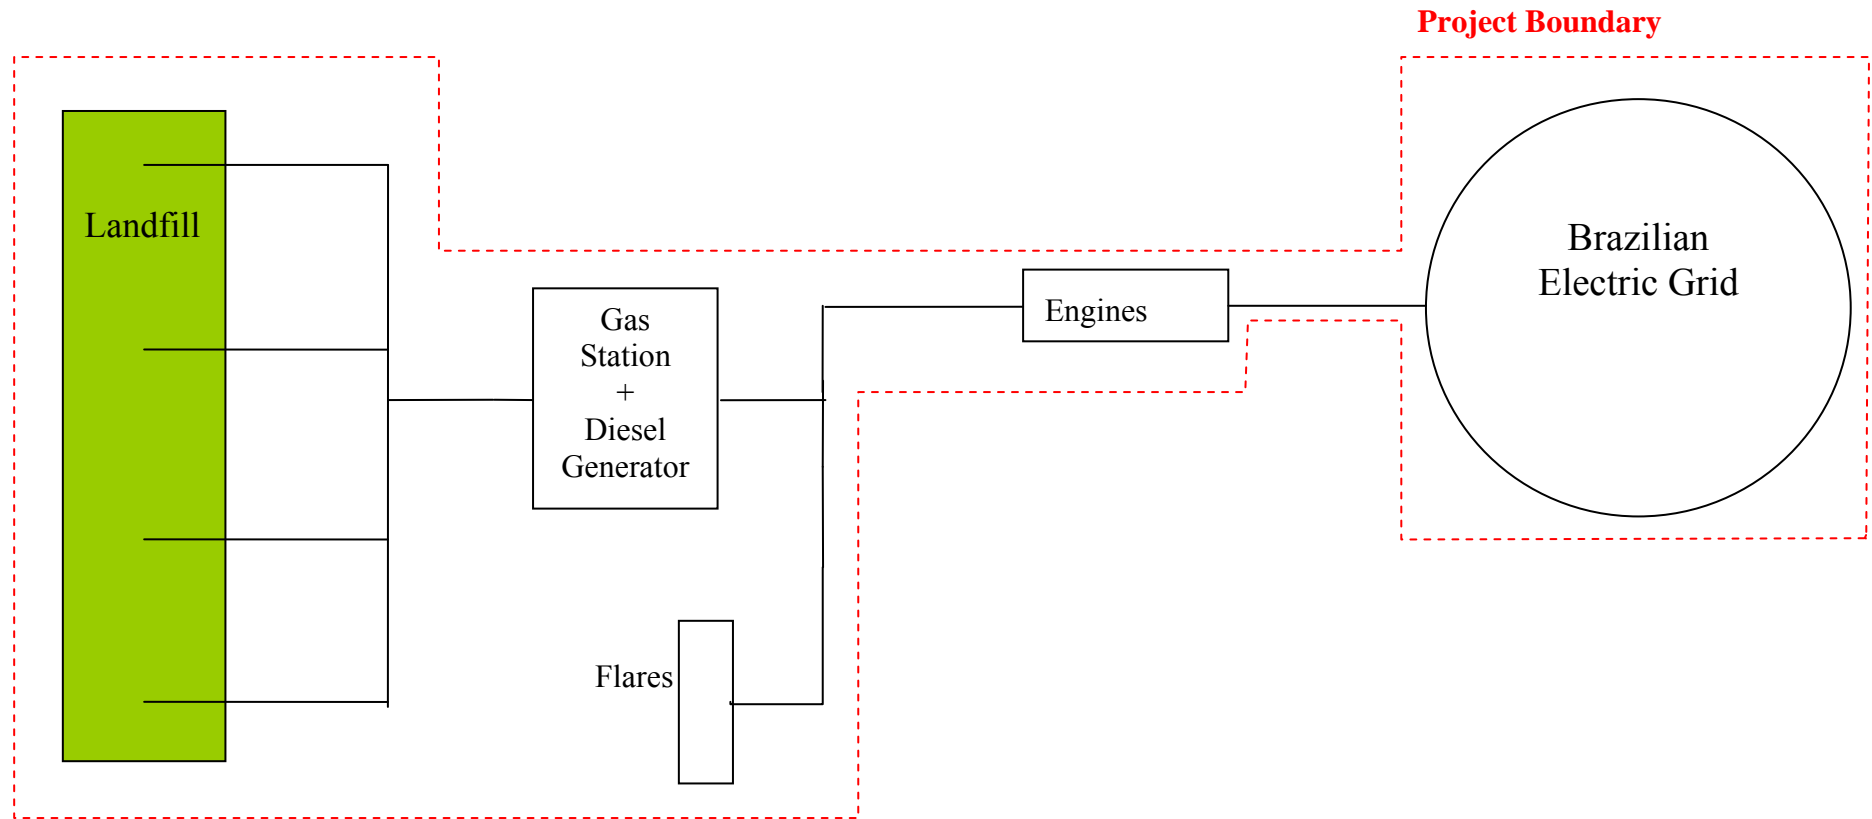 Project Boundary
Landfill
Gas
Station
+
Diesel
Generator
Flares
Engines
Brazilian
Electric Grid